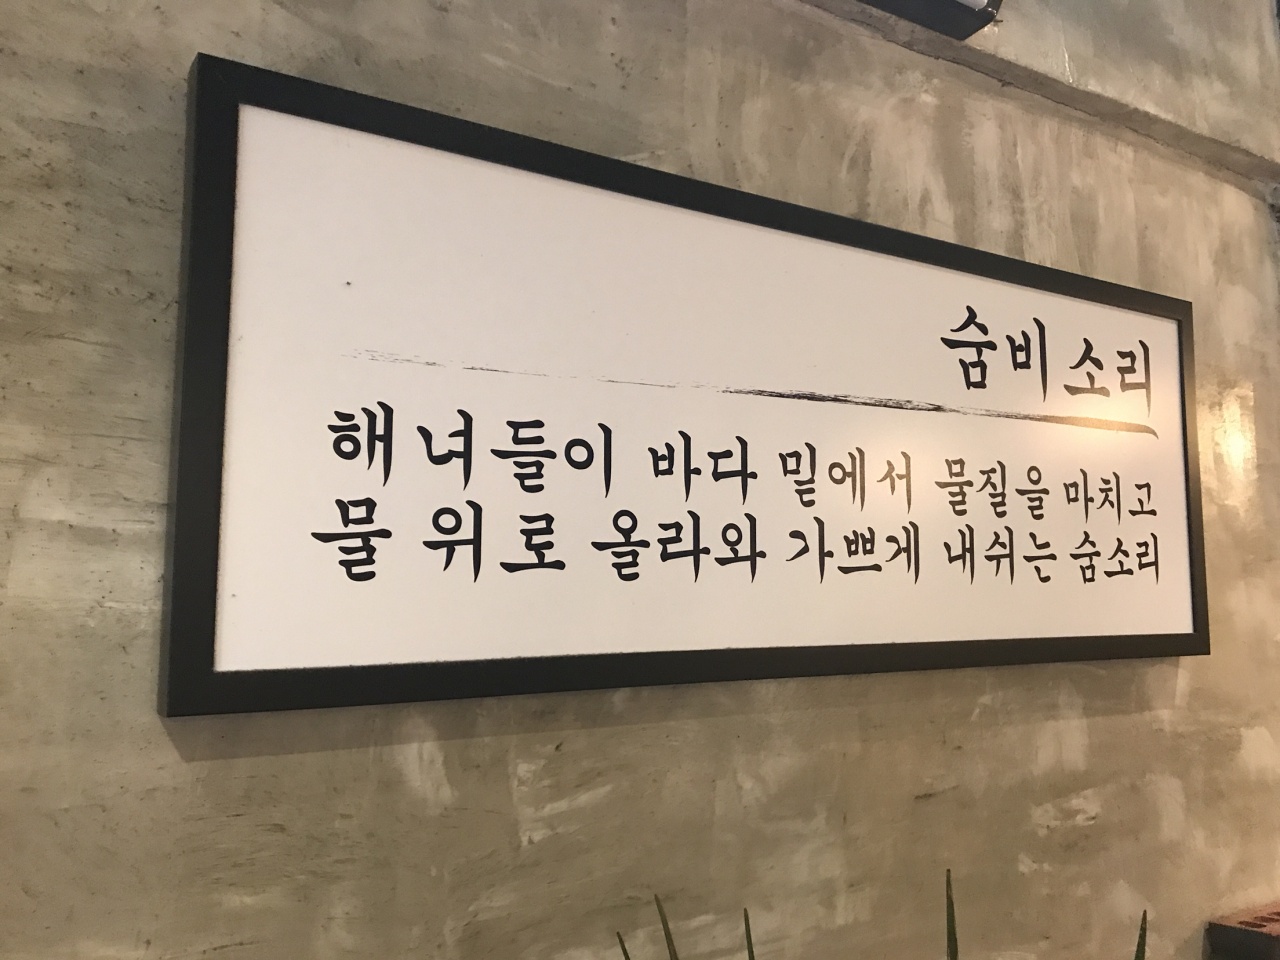 숨비소리
해녀들이 바다 밑에서 물질을 마치고
물 위로 올라와 가쁘게 내쉬는 숨소리